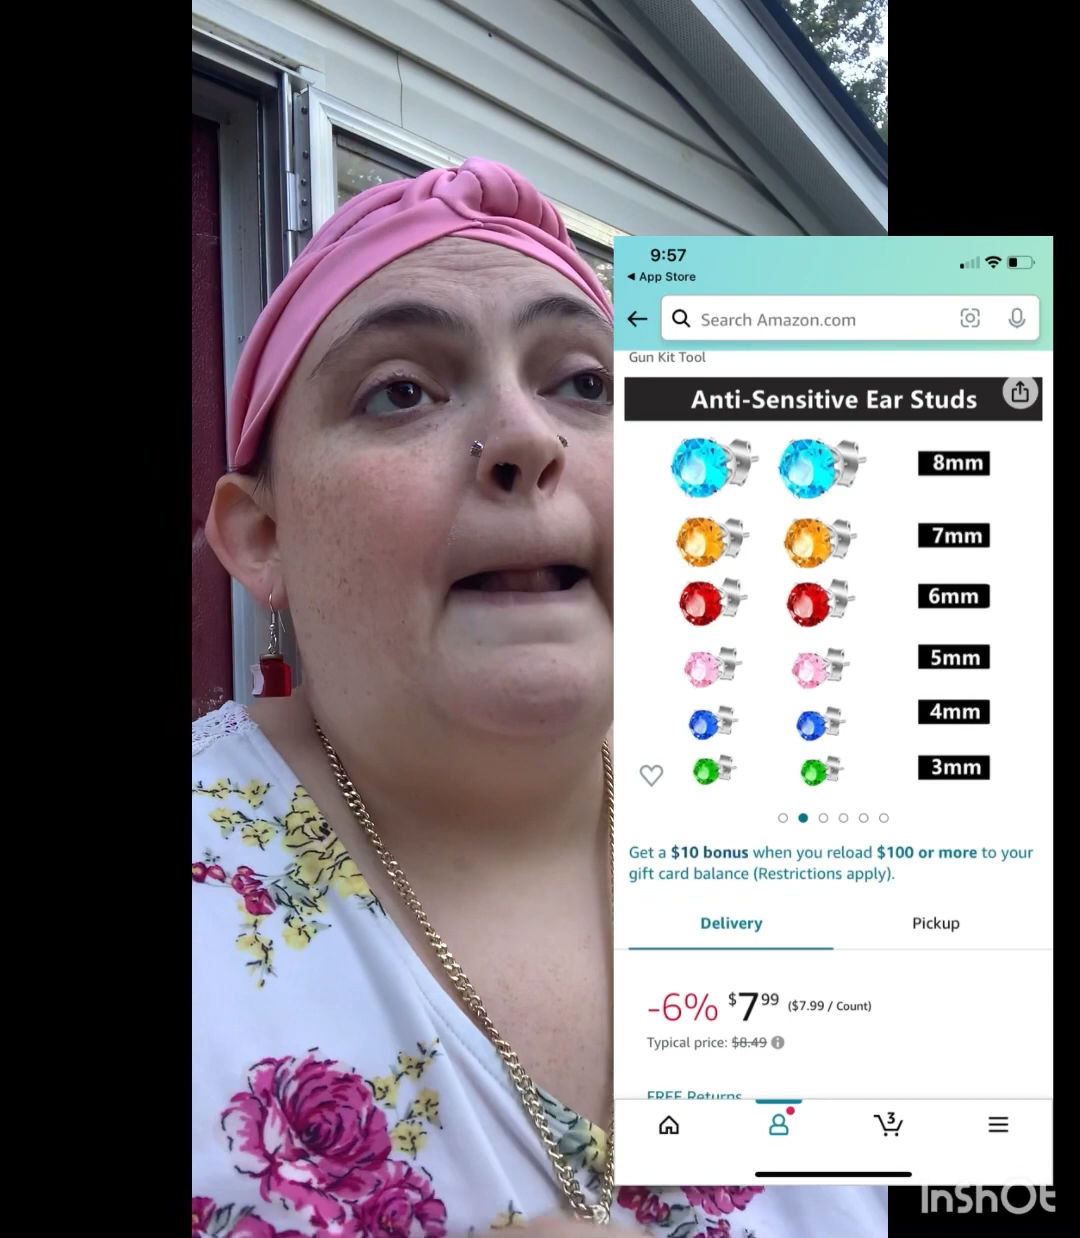 9:57
◀ App Store
Search Amazon.com
Gun Kit Tool
Anti-Sensitive Ear Studs
8mm
7mm
6mm
5mm
4mm
3mm
Get a $10 bonus when you reload $100 or more to your
gift card balance (Restrictions apply).
Delivery
Pickup
-6% $7.99 ($7.99 / Count)
Typical price: $8.49
FREE Returns
3
InShOt